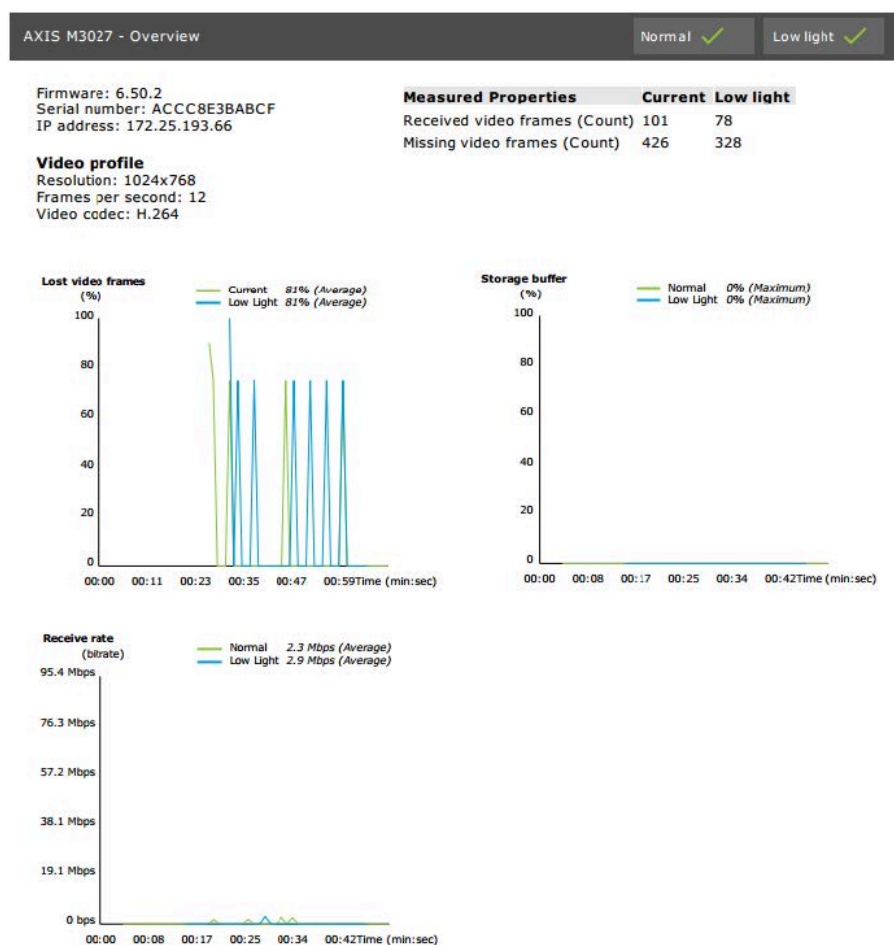 AXIS M3027 - Overview
Normal
Low light
Firmware: 6.50.2
Serial number: ACCC8E3BABCF
IP address: 172.25.193.66
Video profile
Resolution: 1024x768
Frames per second: 12
Video codec: H.264
Measured Properties Current Low light
Received video frames (Count) 101 78
Missing video frames (Count) 426 328
Lost video frames
(%)
Current 81% (Average)
Low Light 81% (Average)
100
80
60
40
20
0
00:00 00:11 00:23 00:35 00:47 00:59Time (min:sec)
Storage buffer
(%)
Normal 0% (Maximum)
Low Light 0% (Maximum)
100
80
60
40
20
0
00:00 00:08 00:17 00:25 00:34 00:42Time (min:sec)
Receive rate
(bitrate)
Normal 2.3 Mbps (Average)
Low Light 2.9 Mbps (Average)
95.4 Mbps
76.3 Mbps
57.2 Mbps
38.1 Mbps
19.1 Mbps
0 bps
00:00 00:08 00:17 00:25 00:34 00:42Time (min:sec)